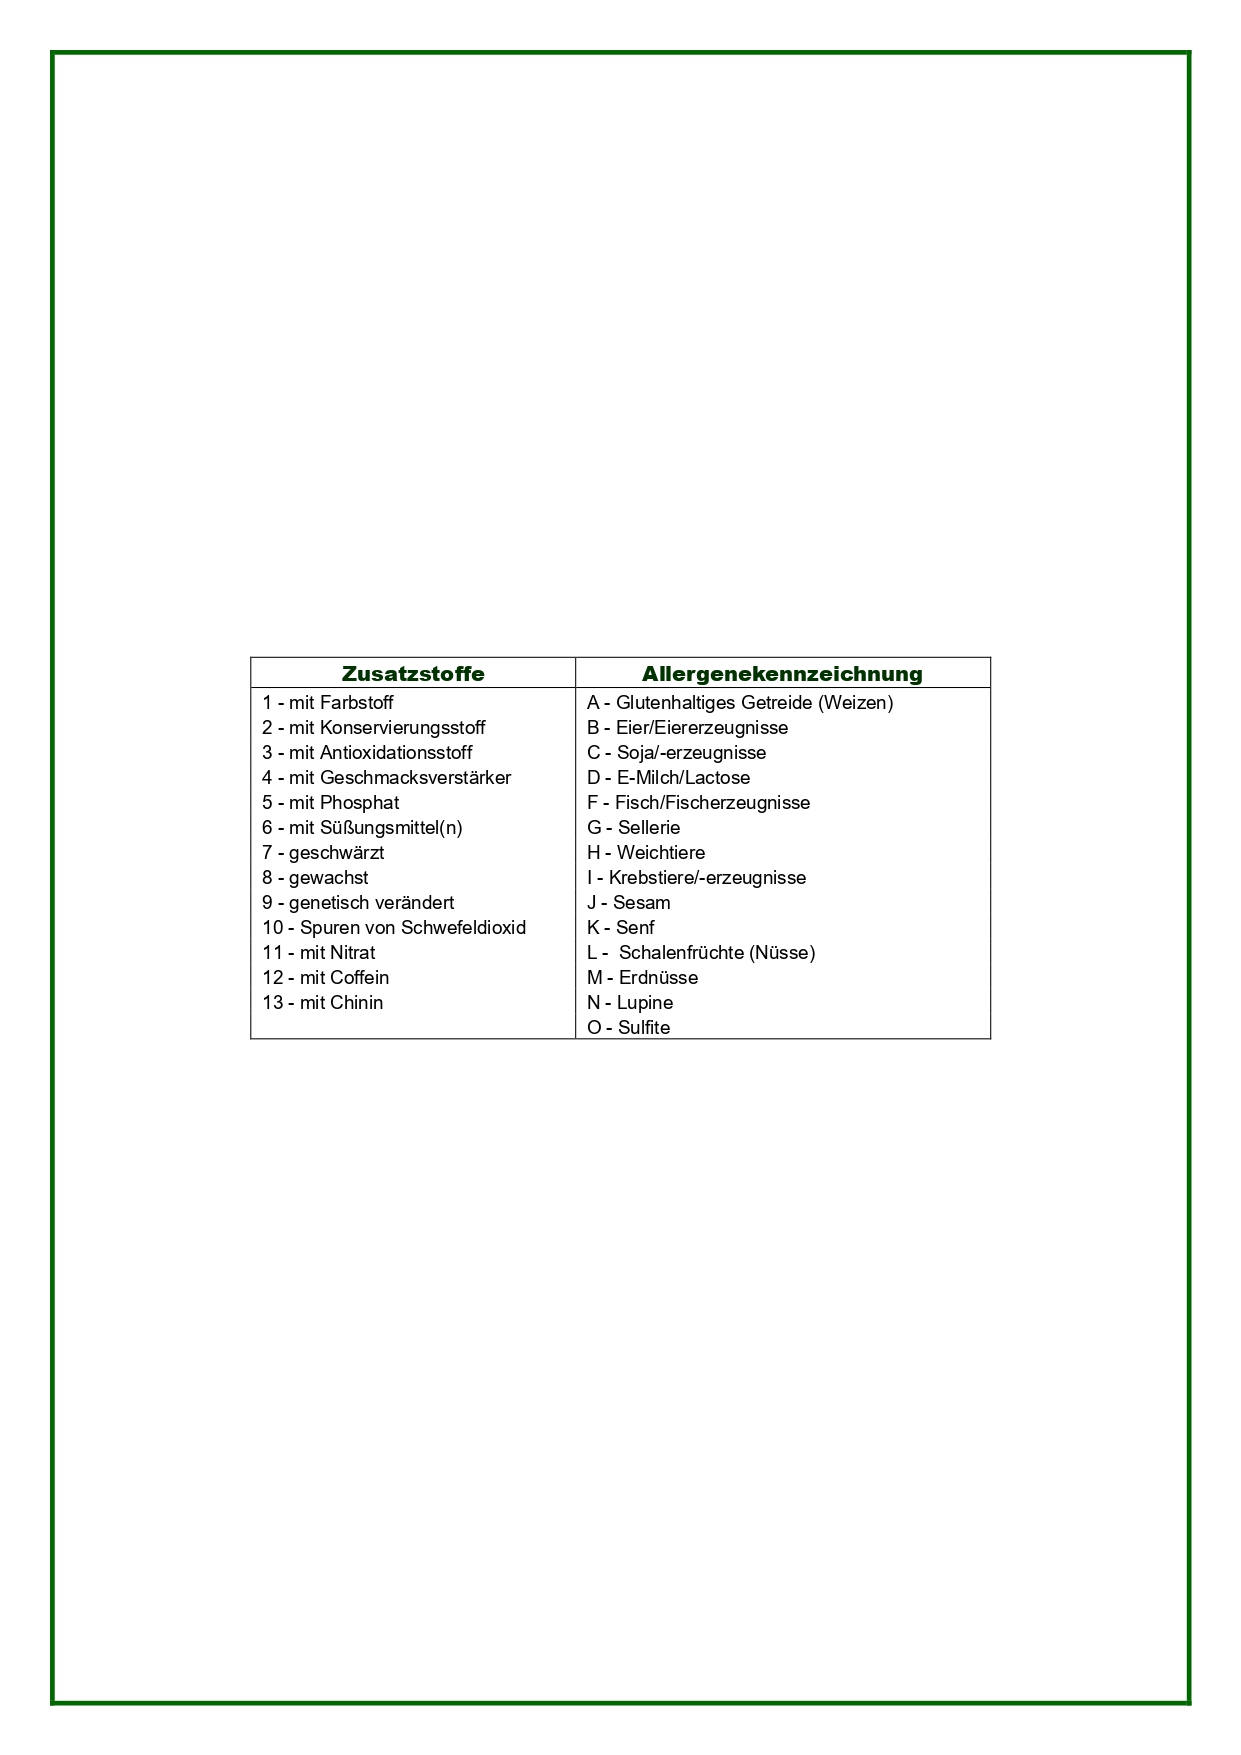 Zusatzstoffe
1 - mit Farbstoff
2 - mit Konservierungsstoff
3 - mit Antioxidationsstoff
4 - mit Geschmacksverstärker
5 - mit Phosphat
6 - mit Süßungsmittel(n)
7 - geschwärzt
8 - gewachst
9 - genetisch verändert
10 - Spuren von Schwefeldioxid
11 - mit Nitrat
12 - mit Coffein
13 - mit Chinin
Allergenekennzeichnung
A - Glutenhaltiges Getreide (Weizen)
B - Eier/Eiererzeugnisse
C - Soja/-erzeugnisse
D - E-Milch/Lactose
F - Fisch/Fischerzeugnisse
G - Sellerie
H - Weichtiere
I - Krebstiere/-erzeugnisse
J - Sesam
K - Senf
L -  Schalenfrüchte (Nüsse)
M - Erdnüsse
N - Lupine
O - Sulfite